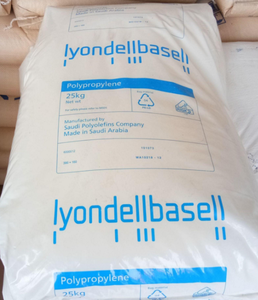 lyondellbasell
Polypropylene
25kg
Net wt
Manufactured by
Saudi Polyolefins Company
Made in Saudi Arabia
lyondellbasell
Polypropylene
25kg